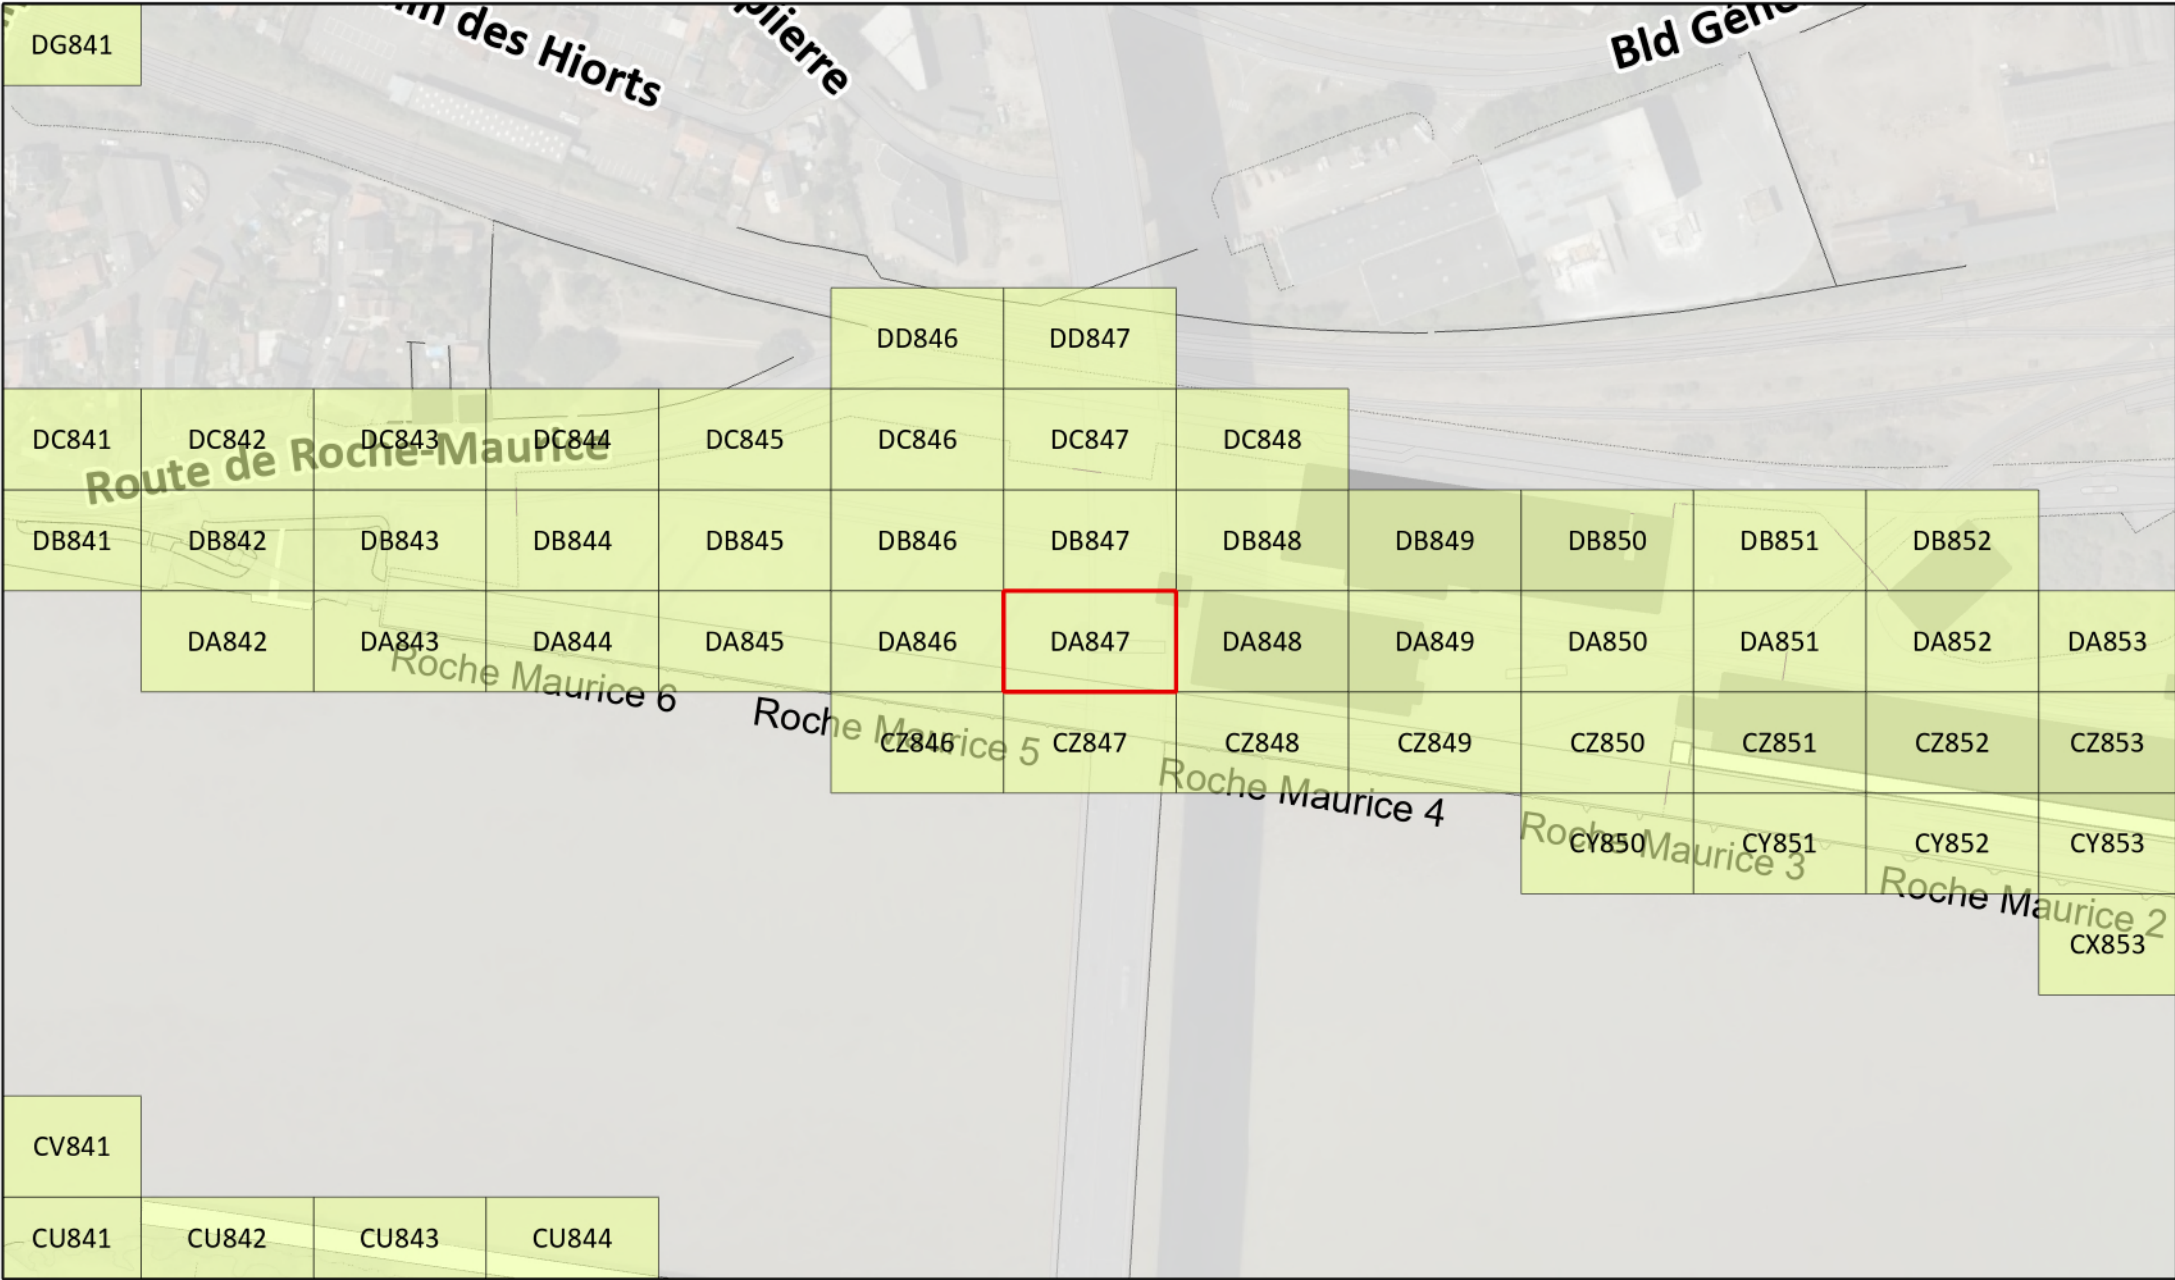 des Hiorts
Bld
DG841
DD846 DD847
DC841 DC842 DC843 DC844 DC845 DC846 DC847 DC848
Route de Roche-Maurice
DB841 DB842 DB843 DB844 DB845 DB846 DB847 DB848 DB849 DB850 DB851 DB852
DA842 DA843 DA844 DA845 DA846 DA847 DA848 DA849 DA850 DA851 DA852 DA853
Roche Maurice 6
Roche Maurice 5
CZ846 CZ847 CZ848 CZ849 CZ850 CZ851 CZ852 CZ853
Roche Maurice 4
Roche Maurice 3
CY850 CY851 CY852 CY853
Roche Maurice 2
CX853
CV841
CU841 CU842 CU843 CU844